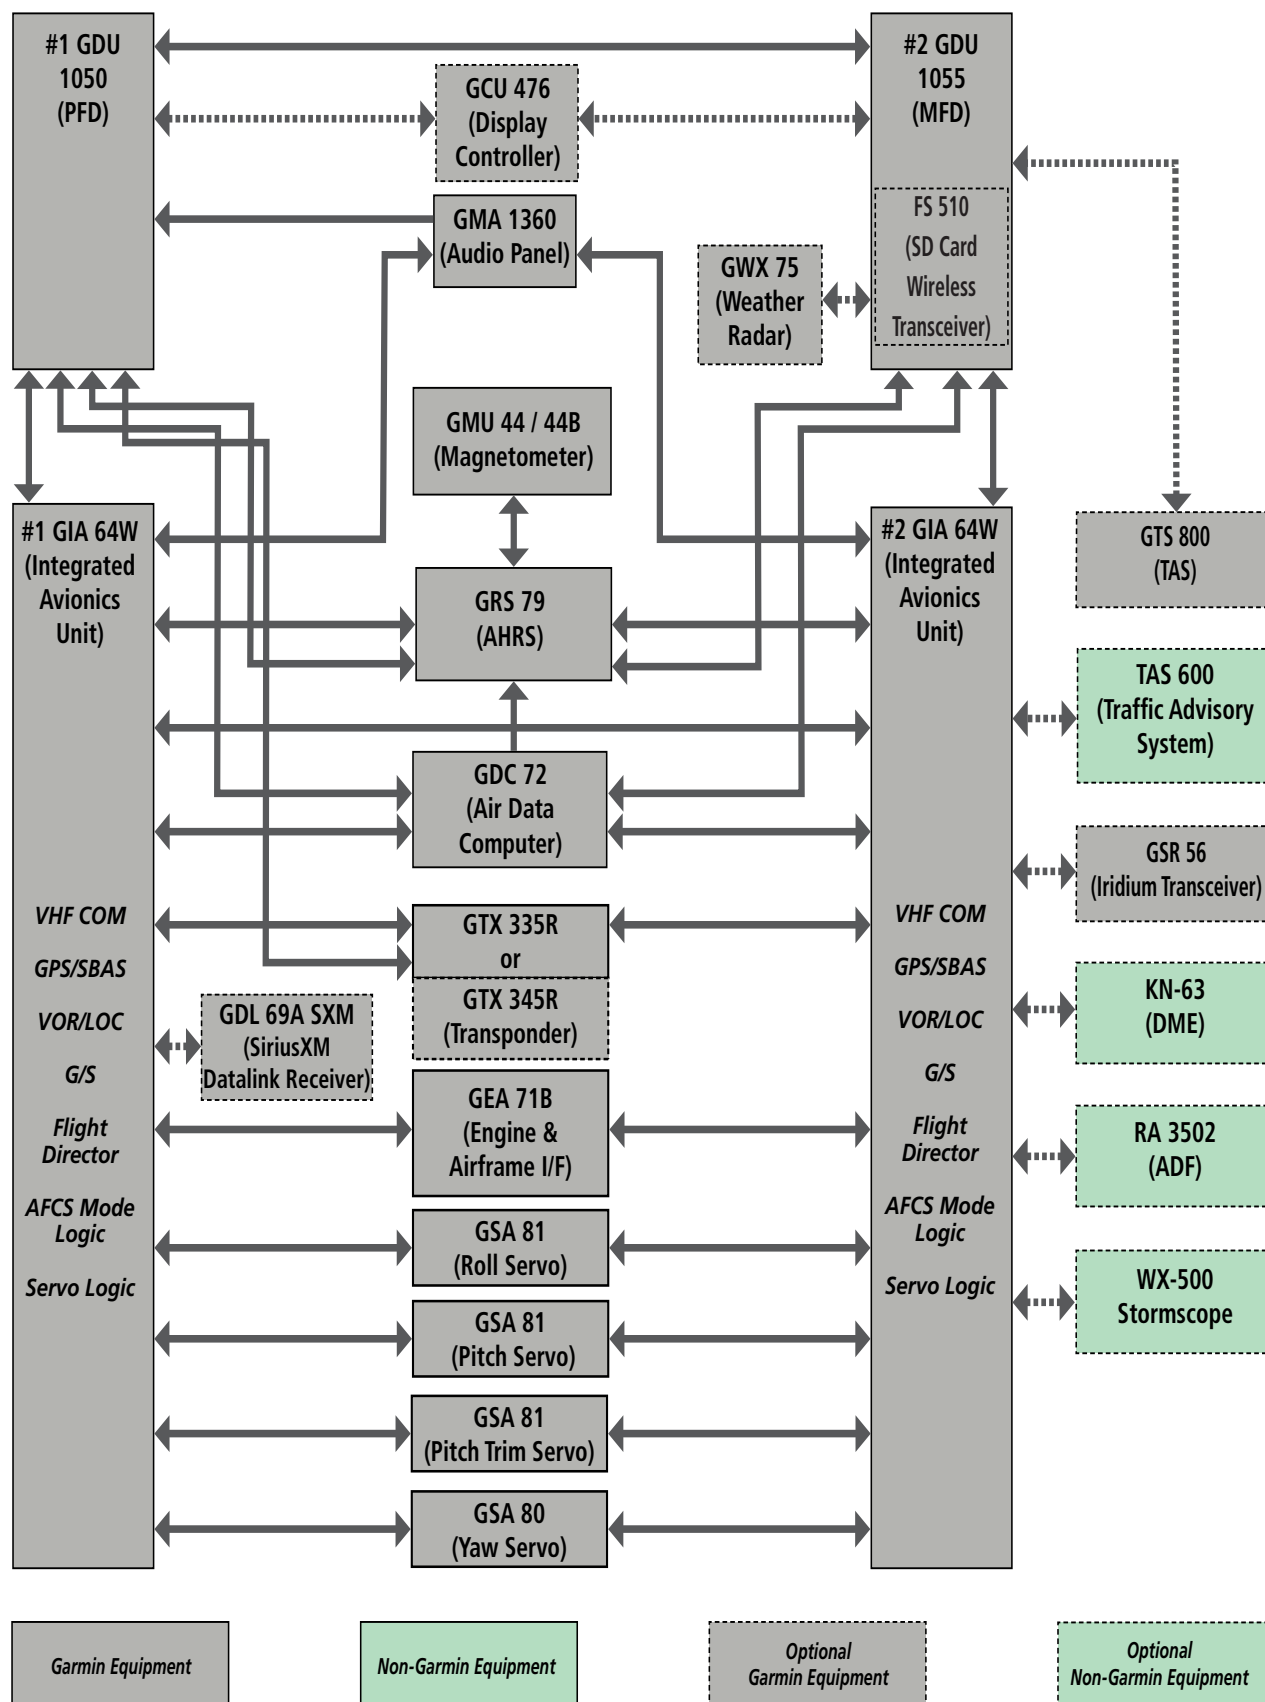 #1 GDU
1050
(PFD)
GCU 476
(Display
Controller)
#2 GDU
1055
(MFD)
FS 510
(SD Card
Wireless
Transceiver)
GMA 1360
(Audio Panel)
GWX 75
(Weather
Radar)
GMU 44 / 44B
(Magnetometer)
#1 GIA 64W
(Integrated
Avionics
Unit)
VHF COM
GPS/SBAS
VOR/LOC
G/S
Flight
Director
AFCS Mode
Logic
Servo Logic
GRS 79
(AHRS)
GDC 72
(Air Data
Computer)
GTX 335R
or
GTX 345R
(Transponder)
GDL 69A SXM
(SiriusXM
Datalink Receiver)
GEA 71B
(Engine &
Airframe I/F)
GSA 81
(Roll Servo)
GSA 81
(Pitch Servo)
GSA 81
(Pitch Trim Servo)
GSA 80
(Yaw Servo)
#2 GIA 64W
(Integrated
Avionics
Unit)
VHF COM
GPS/SBAS
VOR/LOC
G/S
Flight
Director
AFCS Mode
Logic
Servo Logic
GTS 800
(TAS)
TAS 600
(Traffic Advisory
System)
GSR 56
(Iridium Transceiver)
KN-63
(DME)
RA 3502
(ADF)
WX-500
Stormscope
Garmin Equipment
Non-Garmin Equipment
Optional
Garmin Equipment
Optional
Non-Garmin Equipment